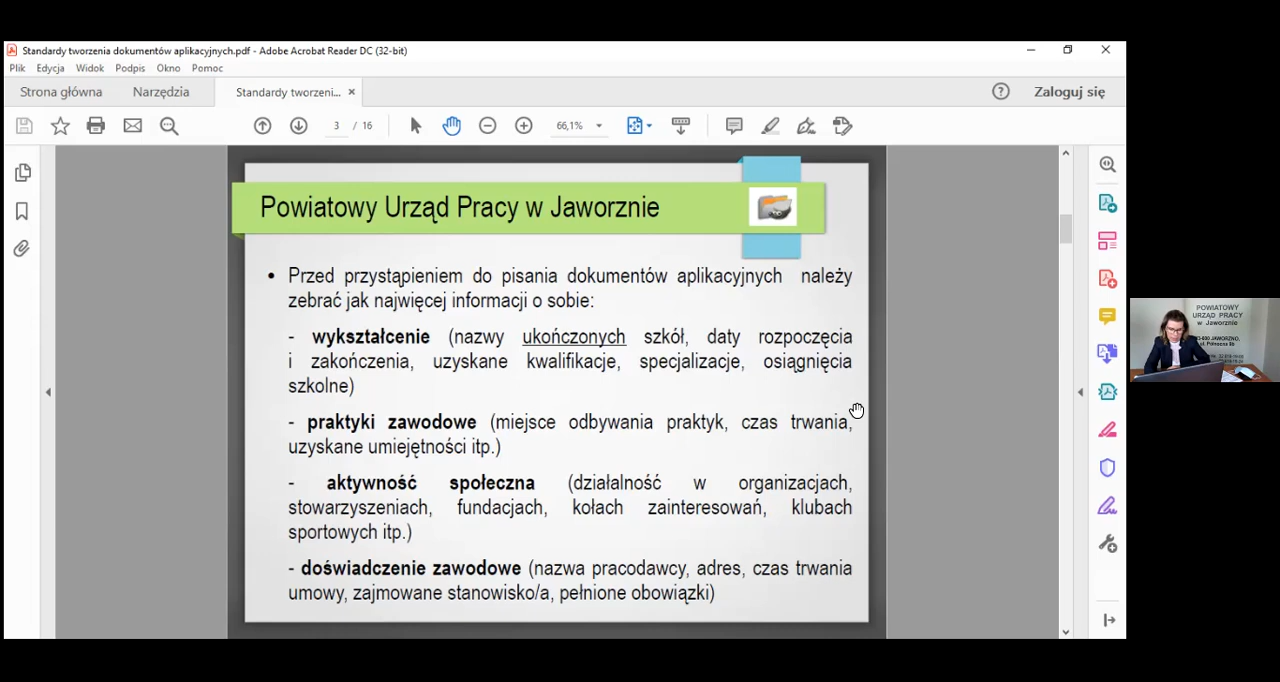 Standardy tworzenia dokumentów aplikacyjnych.pdf - Adobe Acrobat Reader DC (32-bit)
Plik Edycja Widok Podpis Okno Pomoc
Strona główna Narzędzia Standardy tworzeni... × Zaloguj się
3 / 16 66,1%
Powiatowy Urząd Pracy w Jaworznie
• Przed przystąpieniem do pisania dokumentów aplikacyjnych należy
zebrać jak najwięcej informacji o sobie:
- wykształcenie (nazwy ukończonych szkół, daty rozpoczęcia
i zakończenia, uzyskane kwalifikacje, specjalizacje, osiągnięcia
szkolne)
- praktyki zawodowe (miejsce odbywania praktyk, czas trwania,
uzyskane umiejętności itp.)
- aktywność społeczna (działalność w organizacjach,
stowarzyszeniach, fundacjach, kołach zainteresowań, klubach
sportowych itp.)
- doświadczenie zawodowe (nazwa pracodawcy, adres, czas trwania
umowy, zajmowane stanowisko/a, pełnione obowiązki)
POWIATOWY
URZĄD PRACY
w Jaworznie
JAWORZNO,